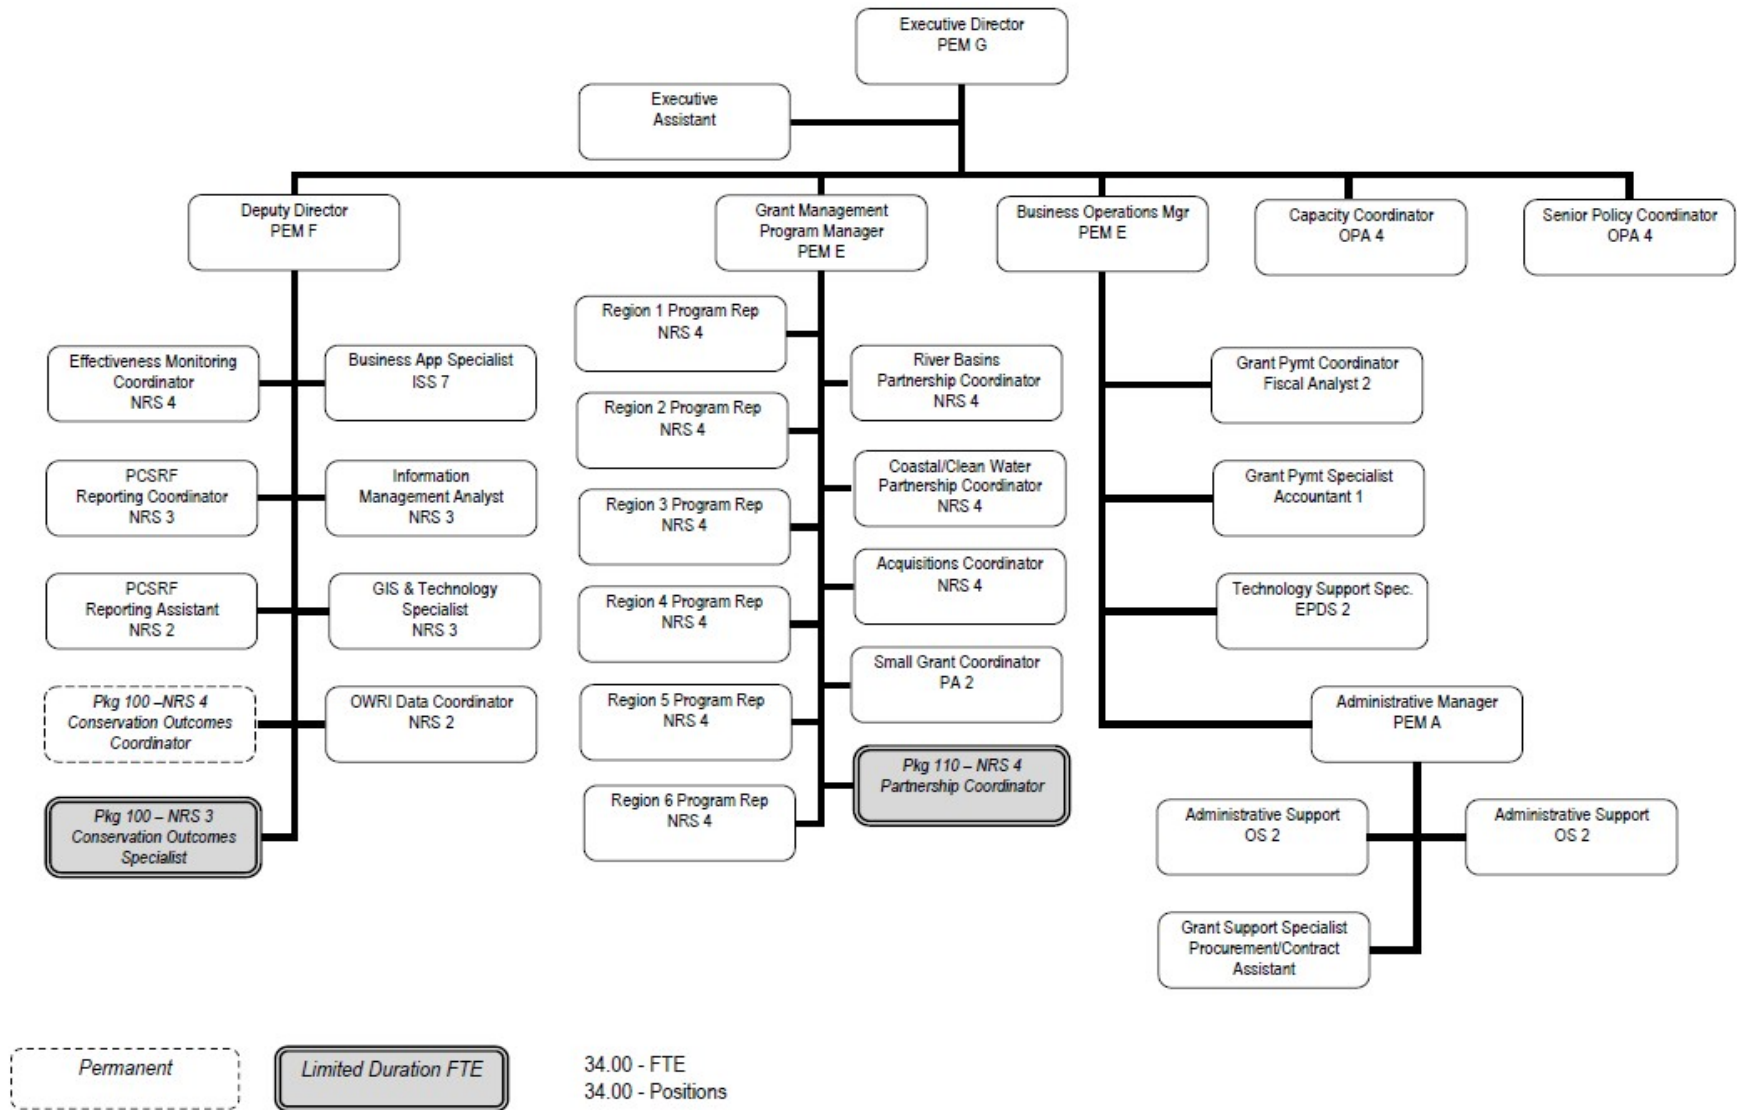 Executive Director
PEM G
Executive
Assistant
Deputy Director
PEM F
Grant Management
Program Manager
PEM E
Business Operations Mgr
PEM E
Capacity Coordinator
OPA 4
Senior Policy Coordinator
OPA 4
Effectiveness Monitoring
Coordinator
NRS 4
Business App Specialist
ISS 7
PCSRF
Reporting Coordinator
NRS 3
Information
Management Analyst
NRS 3
PCSRF
Reporting Assistant
NRS 2
GIS & Technology
Specialist
NRS 3
Pkg 100 –NRS 4
Conservation Outcomes
Coordinator
OWRI Data Coordinator
NRS 2
Pkg 100 – NRS 3
Conservation Outcomes
Specialist
Region 1 Program Rep
NRS 4
Region 2 Program Rep
NRS 4
Region 3 Program Rep
NRS 4
Region 4 Program Rep
NRS 4
Region 5 Program Rep
NRS 4
Region 6 Program Rep
NRS 4
River Basins
Partnership Coordinator
NRS 4
Coastal/Clean Water
Partnership Coordinator
NRS 4
Acquisitions Coordinator
NRS 4
Small Grant Coordinator
PA 2
Pkg 110 – NRS 4
Partnership Coordinator
Grant Pymt Coordinator
Fiscal Analyst 2
Grant Pymt Specialist
Accountant 1
Technology Support Spec.
EPDS 2
Administrative Manager
PEM A
Administrative Support
OS 2
Administrative Support
OS 2
Grant Support Specialist
Procurement/Contract
Assistant
Permanent
Limited Duration FTE
34.00 - FTE
34.00 - Positions